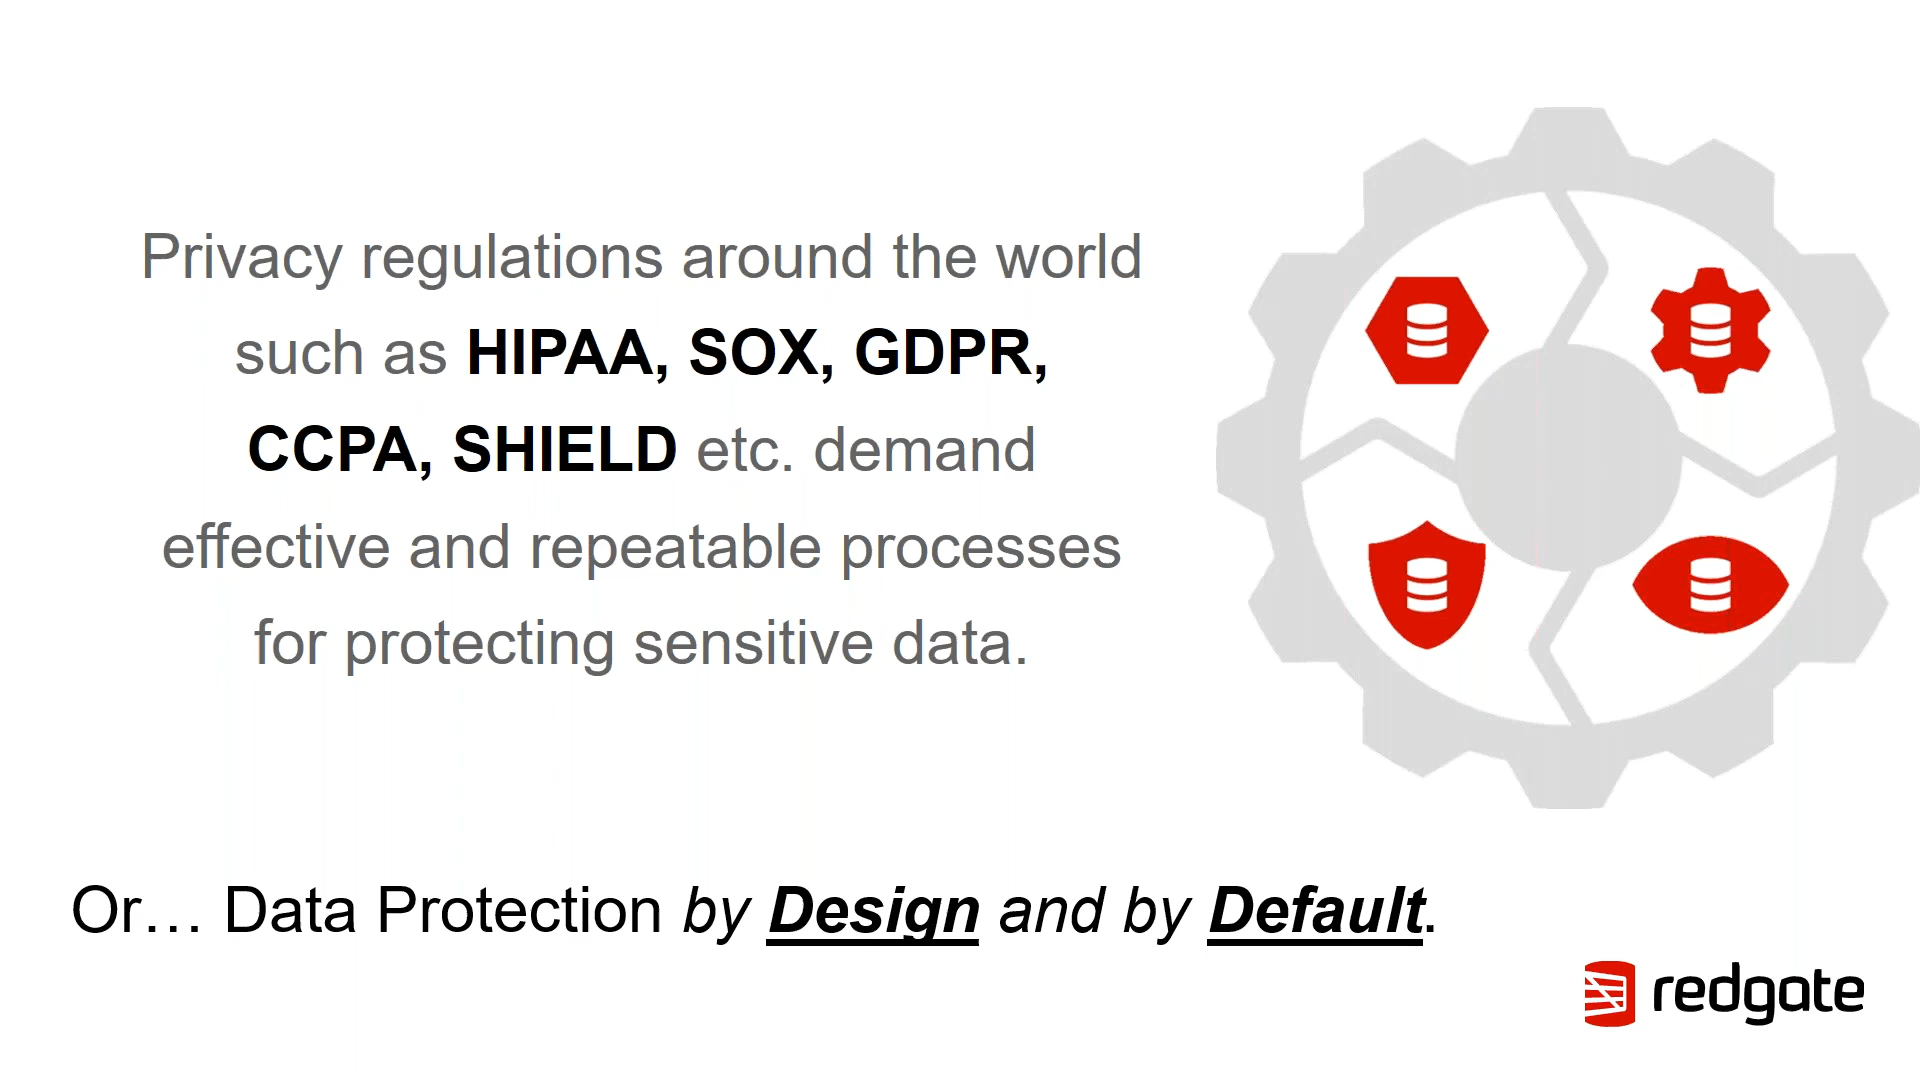 Privacy regulations around the world
such as HIPAA, SOX, GDPR,
CCPA, SHIELD etc. demand
effective and repeatable processes
for protecting sensitive data.
Or… Data Protection by Design and by Default.
redgate